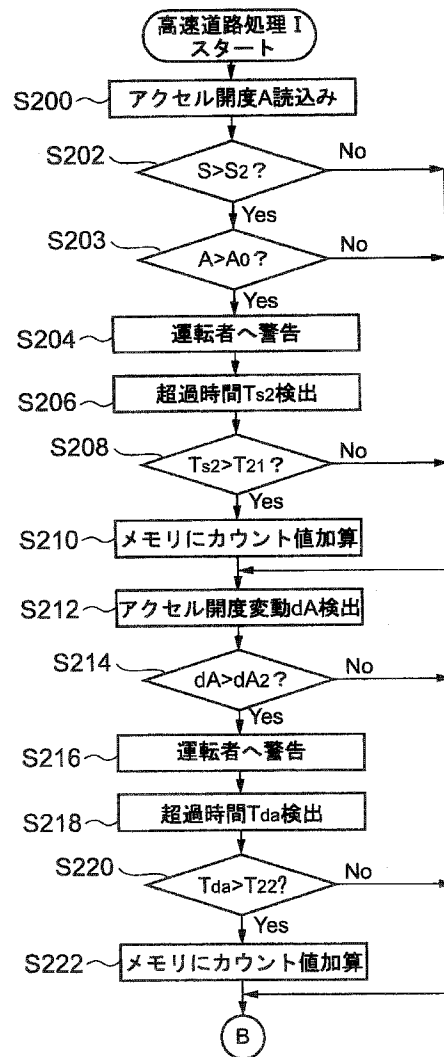 高速道路処理Ⅰ
スタート
S200
アクセル開度A読込み
S202
S>S2?
No
Yes
S203
A>A0?
No
Yes
S204
運転者へ警告
S206
超過時間Ts2検出
S208
Ts2>T21?
No
Yes
S210
メモリにカウント値加算
S212
アクセル開度変動dA検出
S214
dA>dA2?
No
Yes
S216
運転者へ警告
S218
超過時間Tda検出
S220
Tda>T22?
No
Yes
S222
メモリにカウント値加算
B